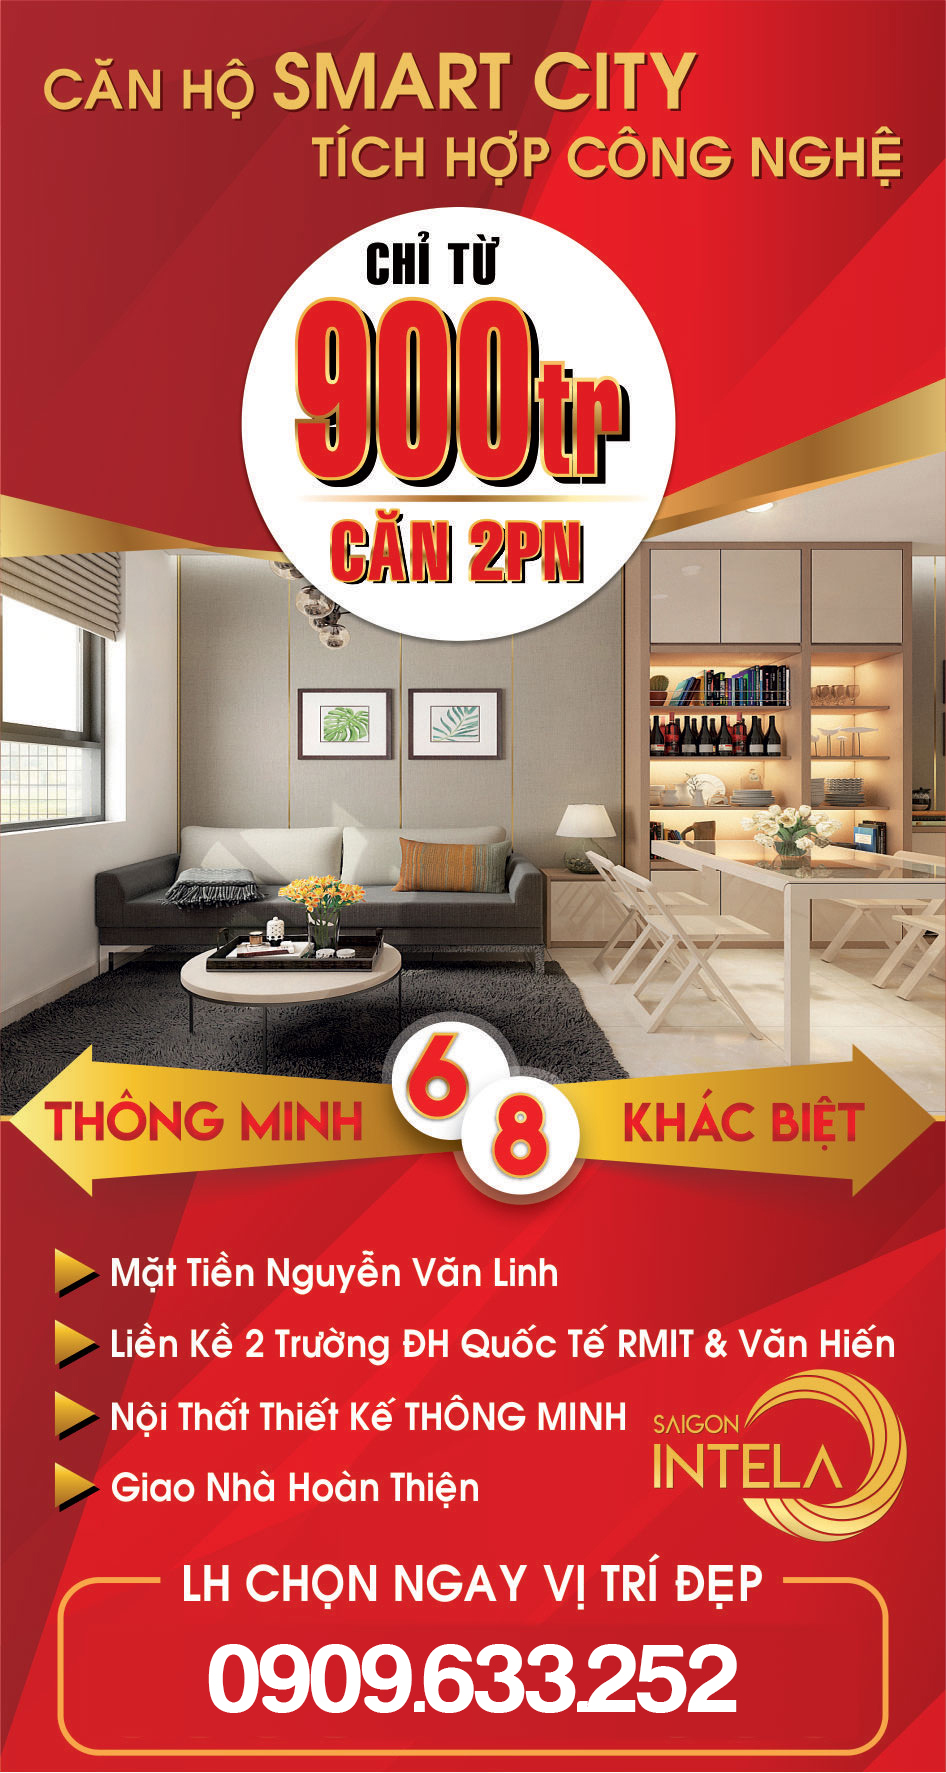 CĂN HỘ SMART CITY
TÍCH HỢP CÔNG NGHỆ
CHỈ TỪ
900tr
CĂN 2PN
THÔNG MINH 6 8 KHÁC BIỆT
Mặt Tiền Nguyễn Văn Linh
Liền Kề 2 Trường ĐH Quốc Tế RMIT & Văn Hiến
Nội Thất Thiết Kế THÔNG MINH
Giao Nhà Hoàn Thiện
SAIGON
INTELA
LH CHỌN NGAY VỊ TRÍ ĐẸP
0909.633.252